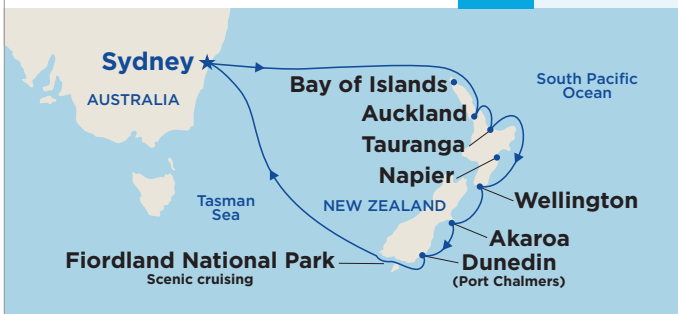 Sydney
AUSTRALIA
Bay of Islands
South Pacific
Ocean
Auckland
Tauranga
Napier
Tasman
Sea
NEW ZEALAND
Wellington
Akaroa
Fiordland National Park
Scenic cruising
Dunedin
(Port Chalmers)